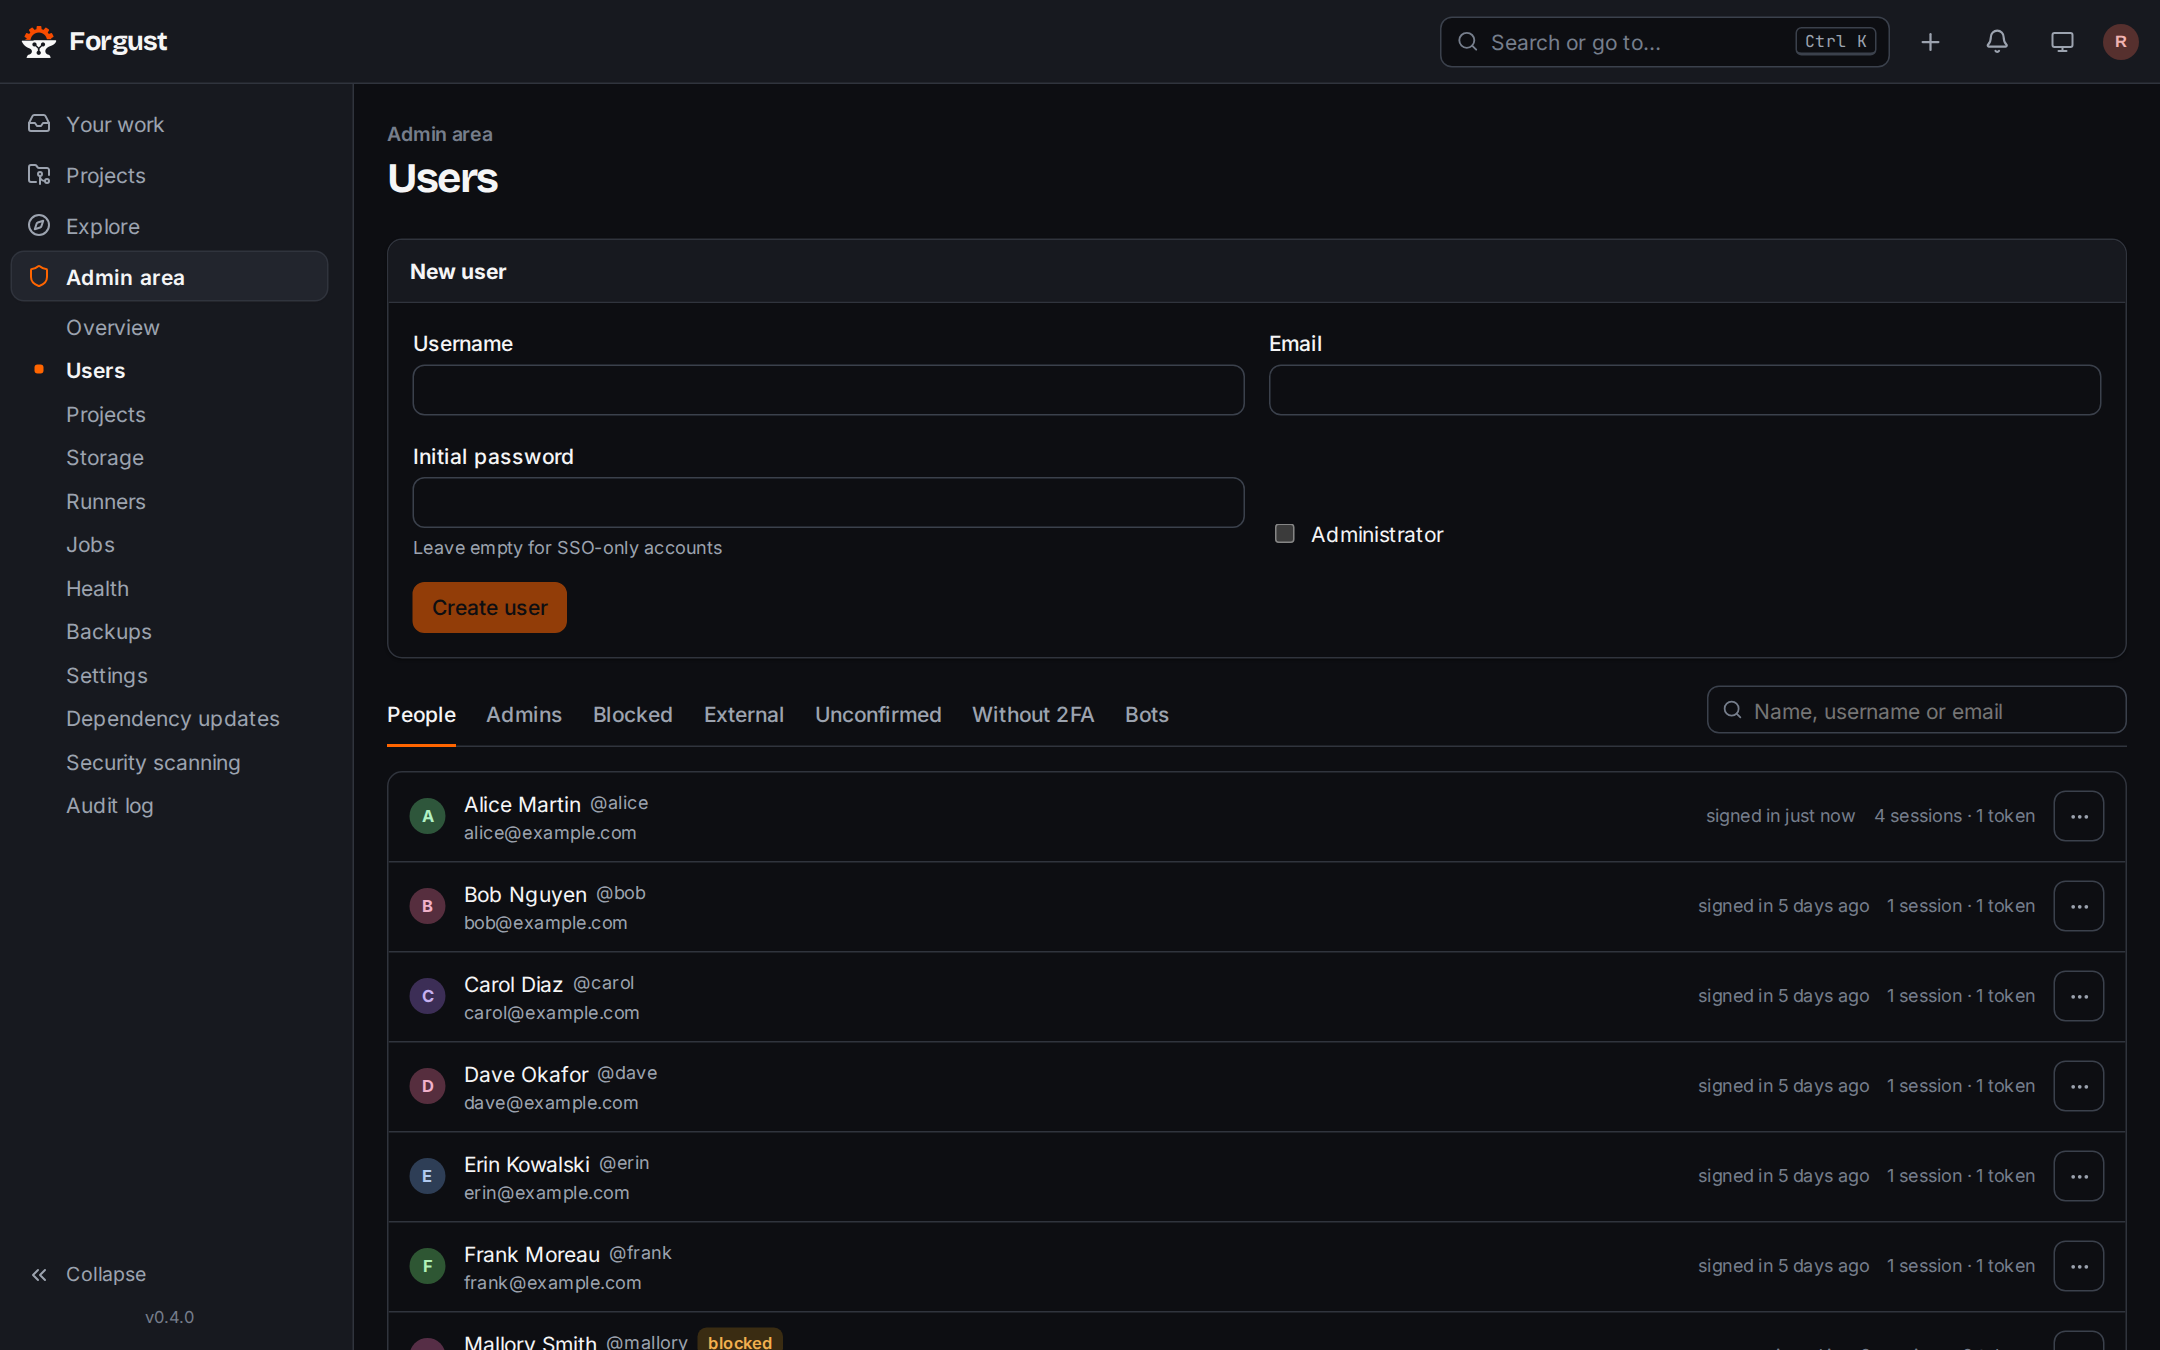 Forgust
Search or go to...
Ctrl K
R
Your work
Projects
Explore
Admin area
Overview
Users
Projects
Storage
Runners
Jobs
Health
Backups
Settings
Dependency updates
Security scanning
Audit log
Collapse
v0.4.0
Admin area
Users
New user
Username
Email
Initial password
Leave empty for SSO-only accounts
Administrator
Create user
People Admins Blocked External Unconfirmed Without 2FA Bots
Name, username or email
A
Alice Martin @alice
alice@example.com
signed in just now 4 sessions · 1 token
B
Bob Nguyen @bob
bob@example.com
signed in 5 days ago 1 session · 1 token
C
Carol Diaz @carol
carol@example.com
signed in 5 days ago 1 session · 1 token
D
Dave Okafor @dave
dave@example.com
signed in 5 days ago 1 session · 1 token
E
Erin Kowalski @erin
erin@example.com
signed in 5 days ago 1 session · 1 token
F
Frank Moreau @frank
frank@example.com
signed in 5 days ago 1 session · 1 token
Mallory Smith @mallory blocked